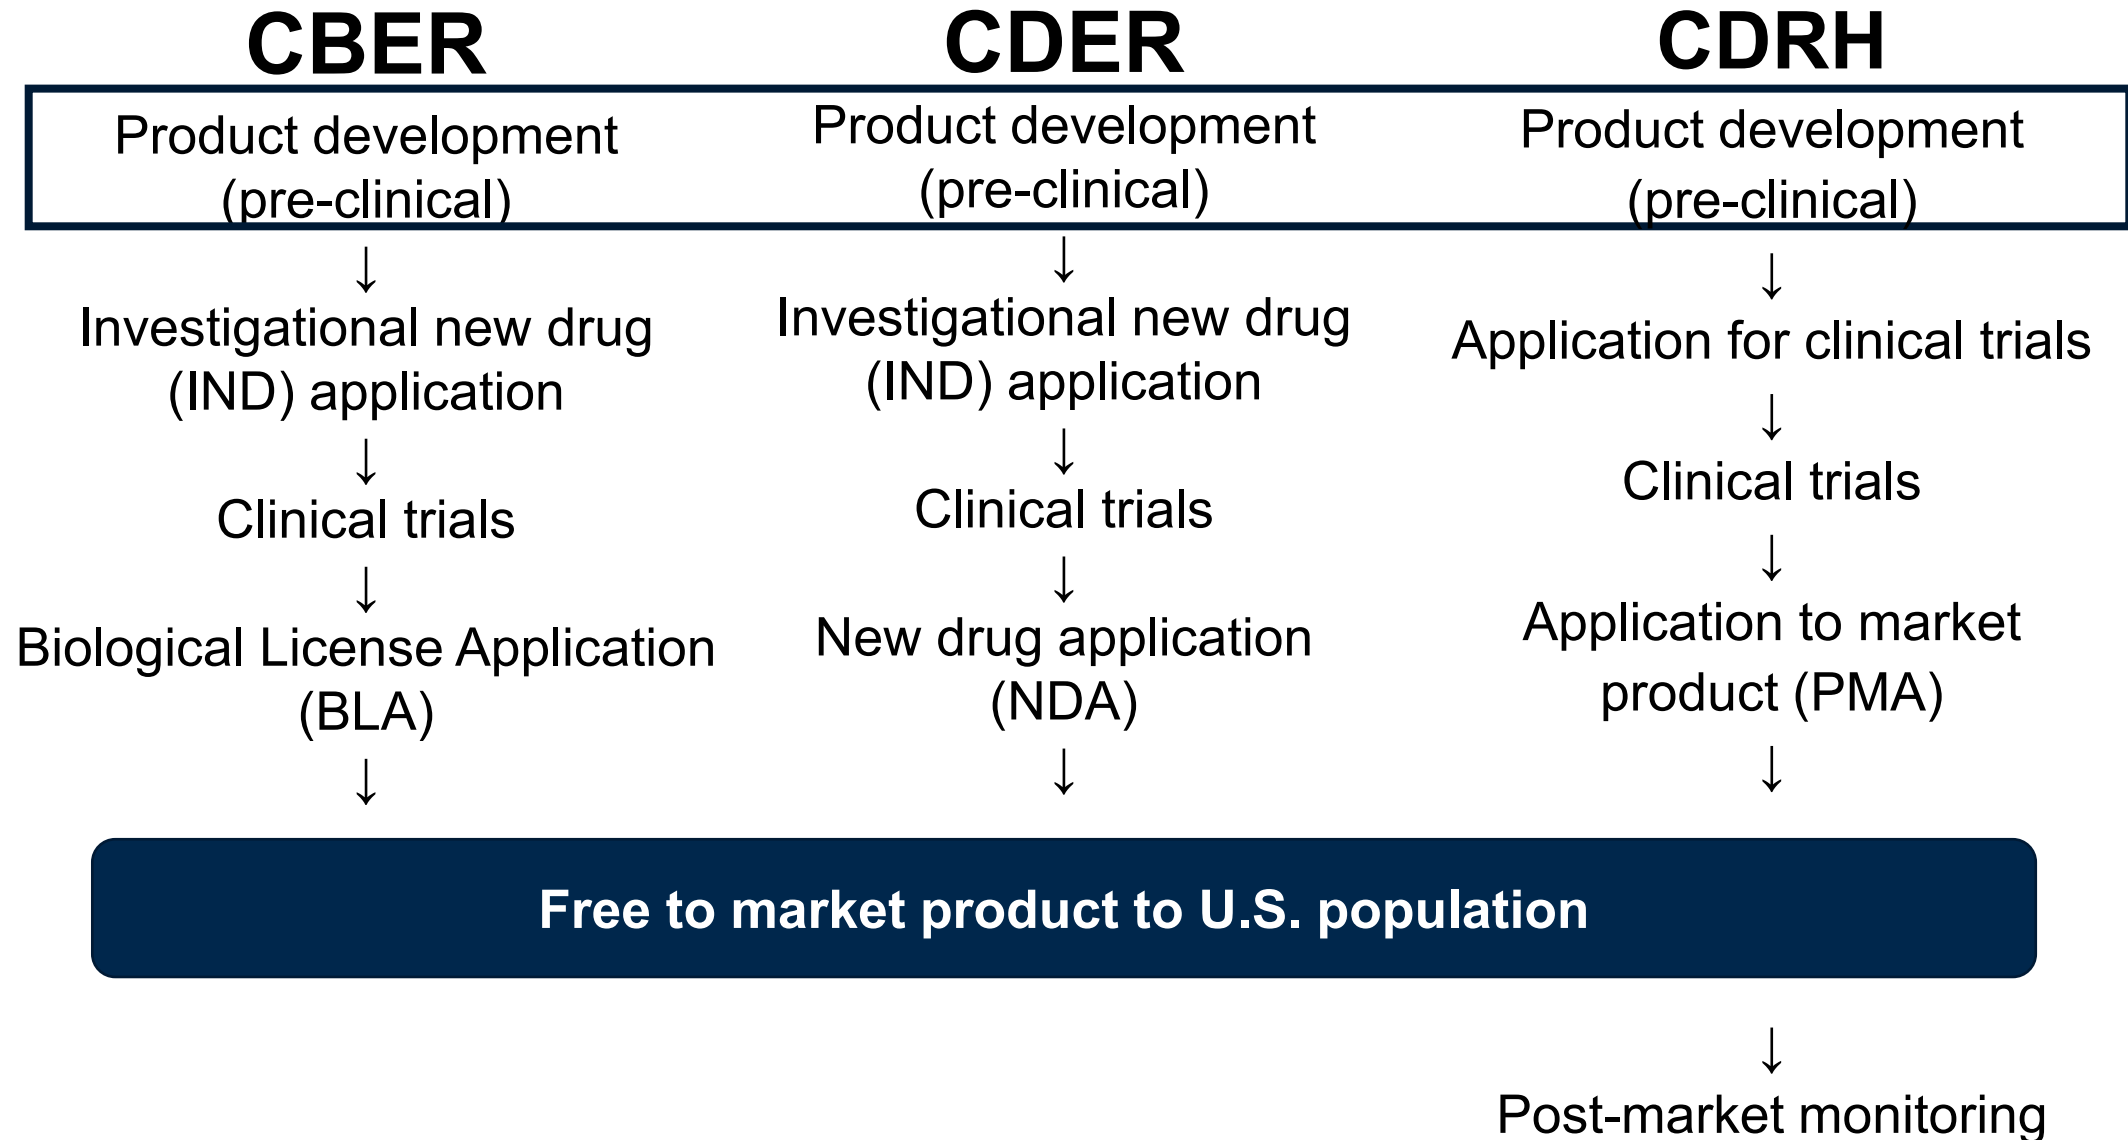 CBER
Product development
(pre-clinical)
↓
Investigational new drug
(IND) application
↓
Clinical trials
↓
Biological License Application
(BLA)
↓
CDER
Product development
(pre-clinical)
↓
Investigational new drug
(IND) application
↓
Clinical trials
↓
New drug application
(NDA)
↓
CDRH
Product development
(pre-clinical)
↓
Application for clinical trials
↓
Clinical trials
↓
Application to market
product (PMA)
↓
Free to market product to U.S. population
↓
Post-market monitoring